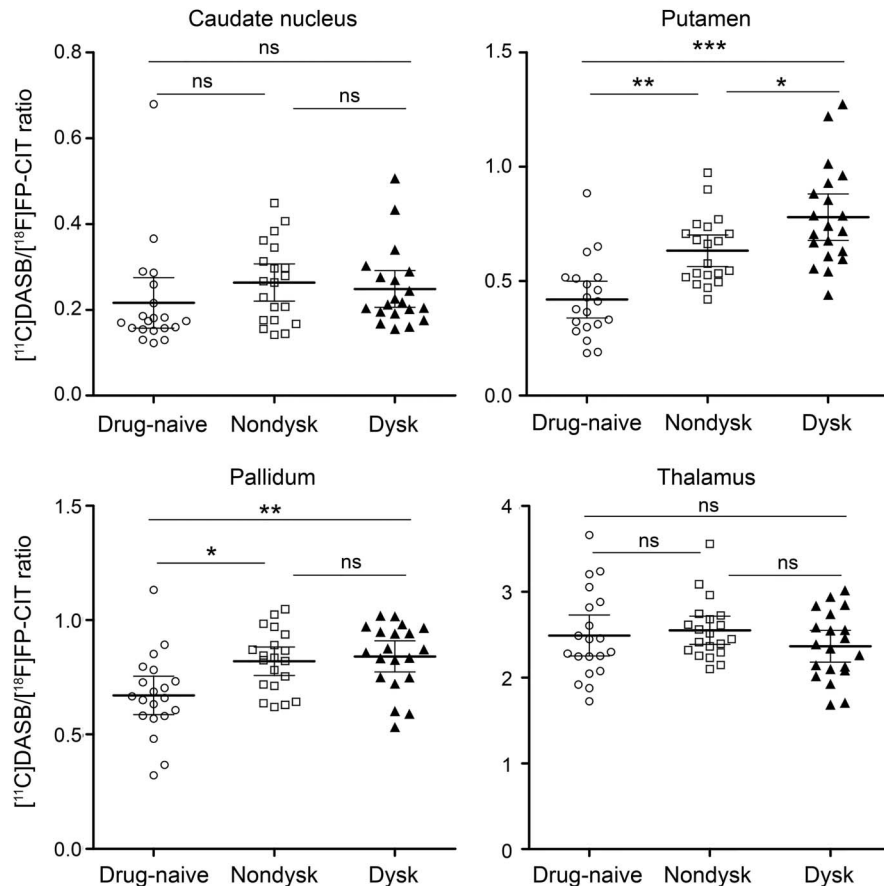 Caudate nucleus
ns
ns
ns
0.8
0.6
0.4
0.2
0.0
[¹¹C]DASB/[¹⁸F]FP-CIT ratio
Drug-naive Nondysk Dysk
Putamen
***
**
*
1.5
1.0
0.5
0.0
Drug-naive Nondysk Dysk
Pallidum
**
*
ns
1.5
1.0
0.5
0.0
[¹¹C]DASB/[¹⁸F]FP-CIT ratio
Drug-naive Nondysk Dysk
Thalamus
ns
ns
ns
4
3
2
1
0
Drug-naive Nondysk Dysk